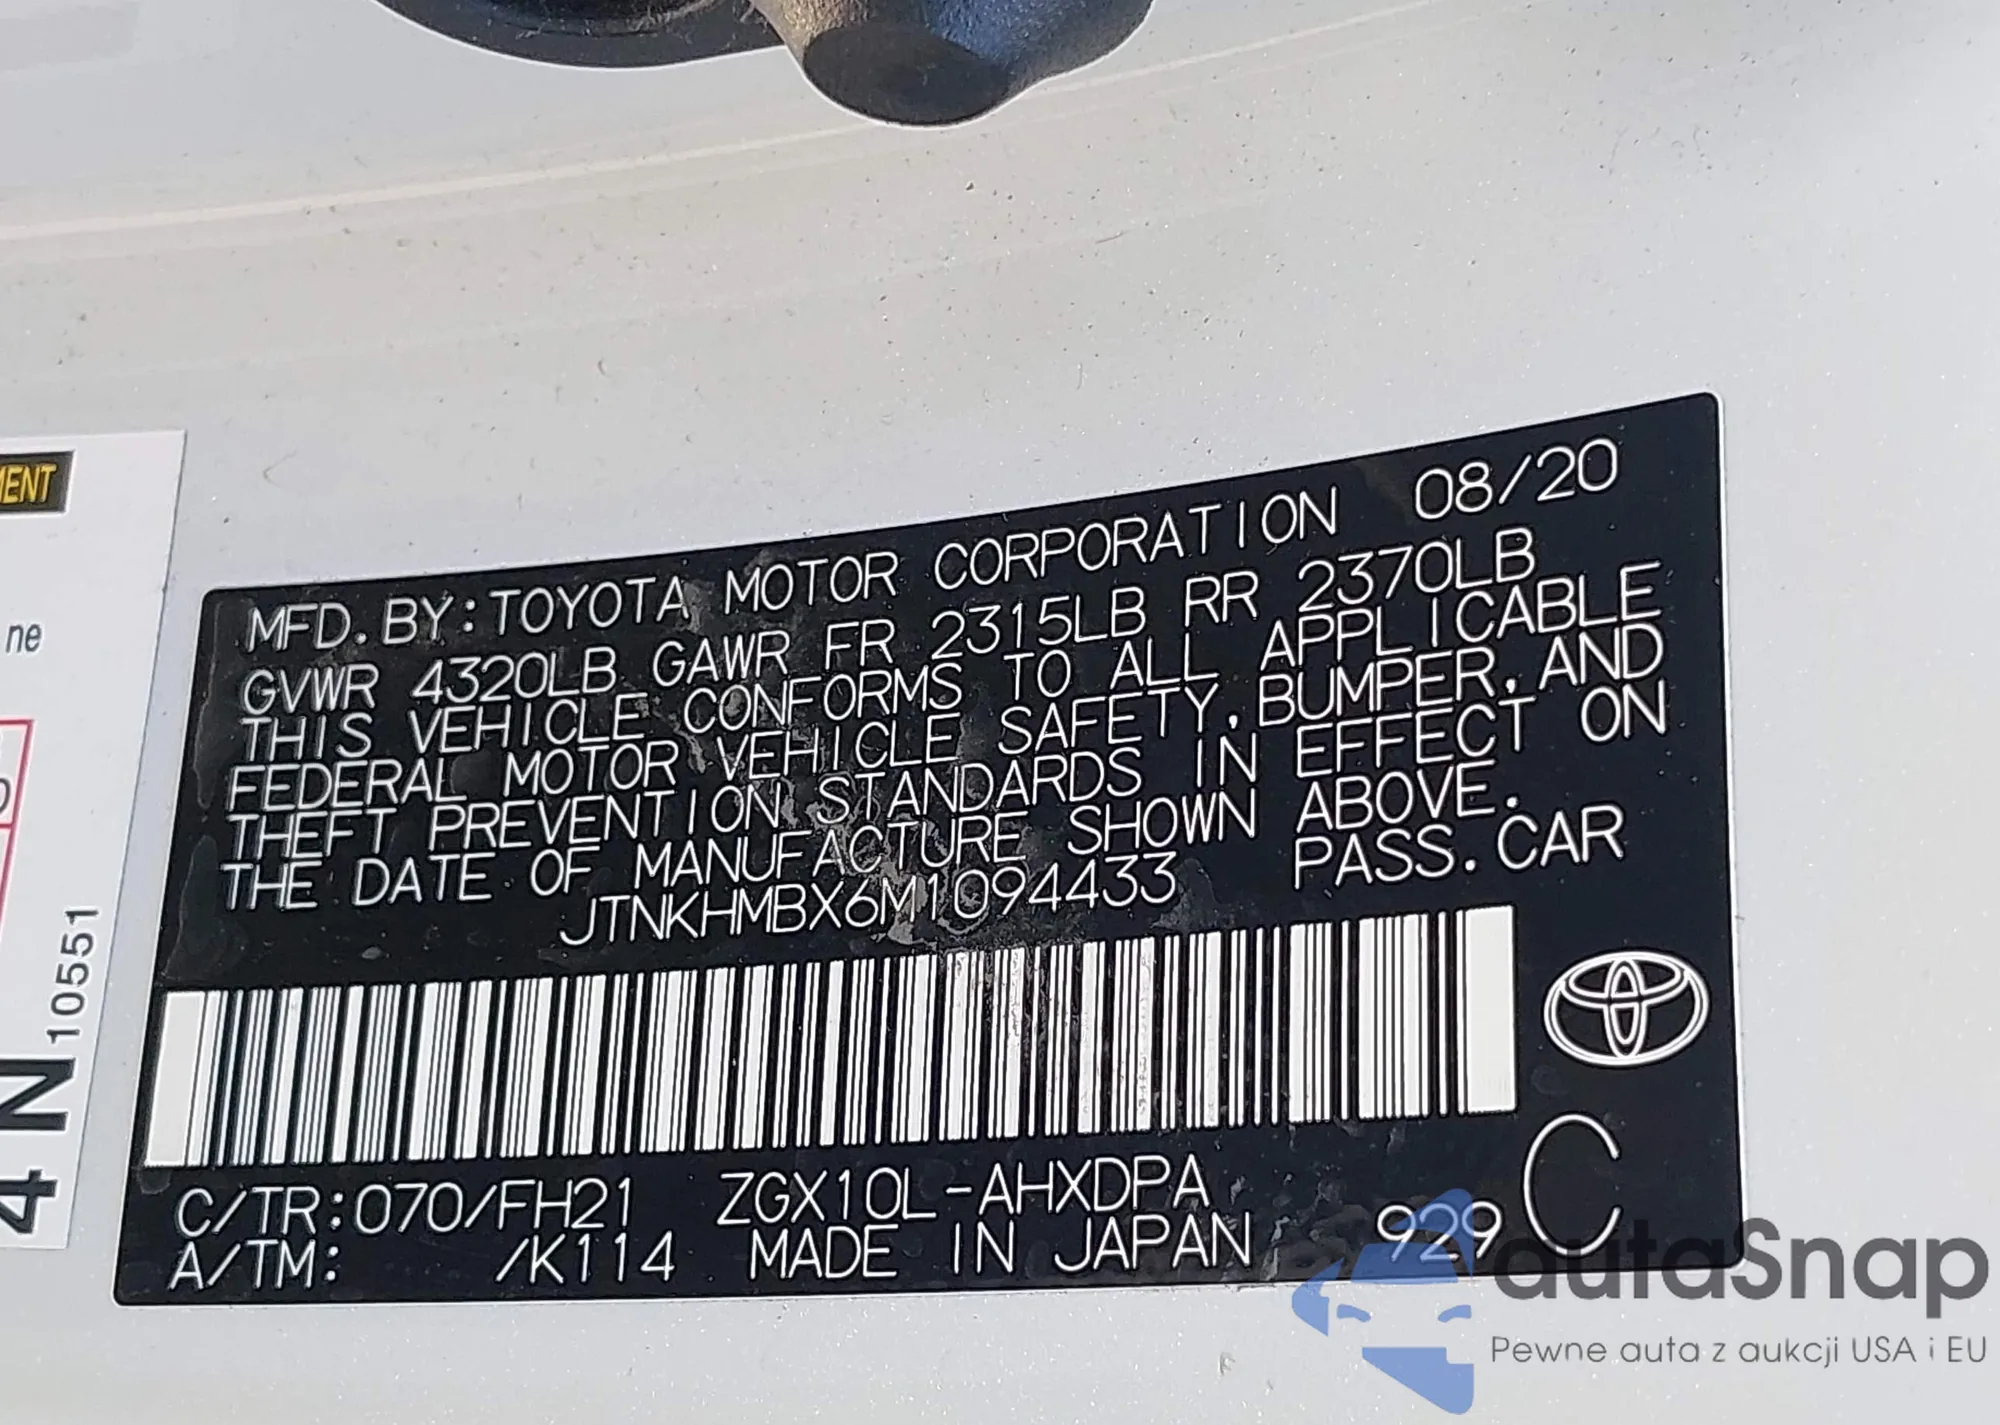 MENT
ne
10551
4N
MFD. BY: TOYOTA MOTOR CORPORATION 08/20
GVWR 4320LB GAWR FR 2315LB RR 2370LB
THIS VEHICLE CONFORMS TO ALL APPLICABLE
FEDERAL MOTOR VEHICLE SAFETY, BUMPER, AND
THEFT PREVENTION STANDARDS IN EFFECT ON
THE DATE OF MANUFACTURE SHOWN ABOVE.
JTNKHMBX6M1094433 PASS. CAR
C/TR:070/FH21 ZGX10L-AHXDPA
A/TM: /K114 MADE IN JAPAN 929 C
autaSnap
Pewne auta z aukcji USA i EU